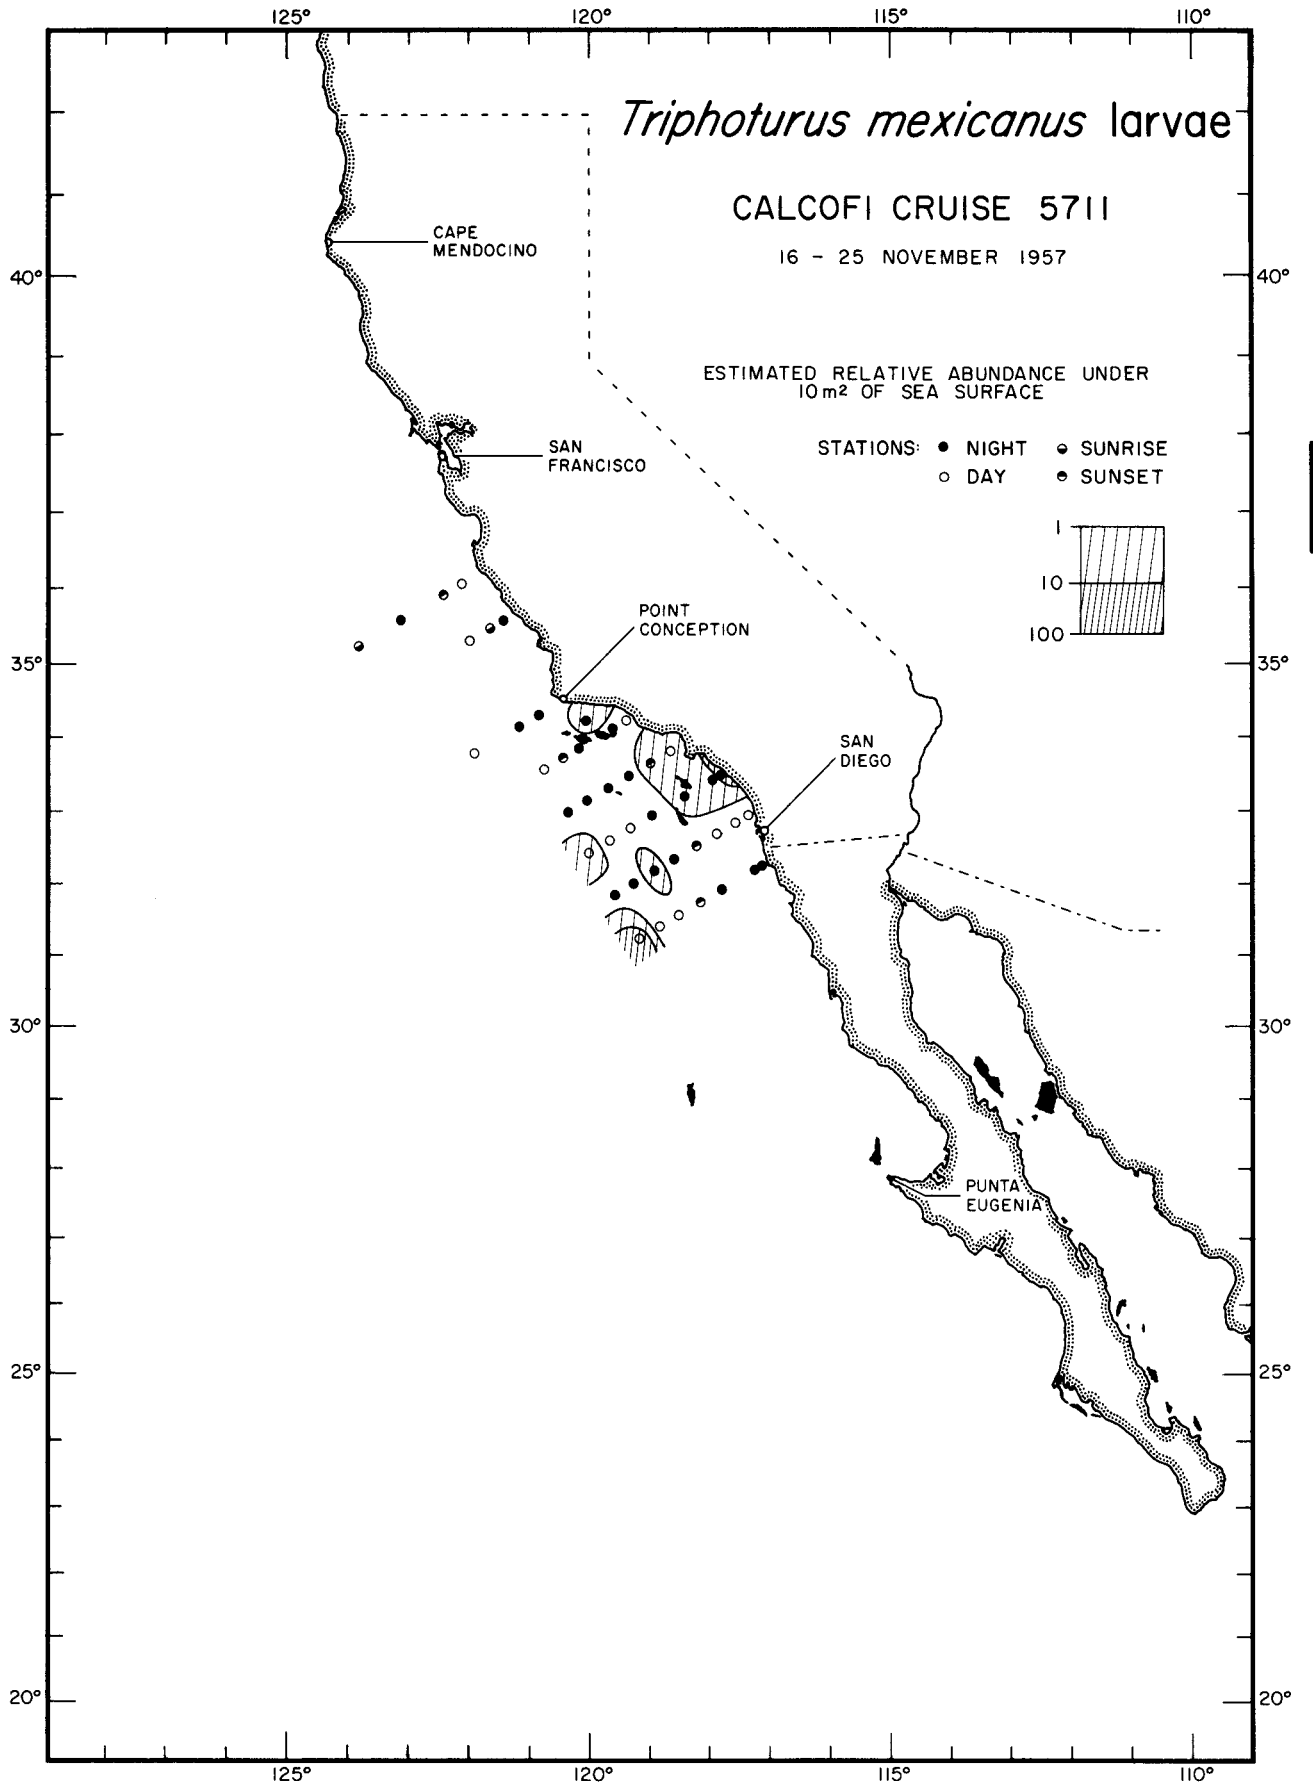 125° 120° 115° 110°
Triphoturus mexicanus larvae
CALCOFI CRUISE 5711
16 - 25 NOVEMBER 1957
CAPE
MENDOCINO
40° 40°
ESTIMATED RELATIVE ABUNDANCE UNDER
10 m² OF SEA SURFACE
STATIONS: NIGHT SUNRISE
DAY SUNSET
SAN
FRANCISCO
1
10
100
POINT
CONCEPTION
35° 35°
SAN
DIEGO
30° 30°
PUNTA
EUGENIA
25° 25°
20° 20°
125° 120° 115° 110°